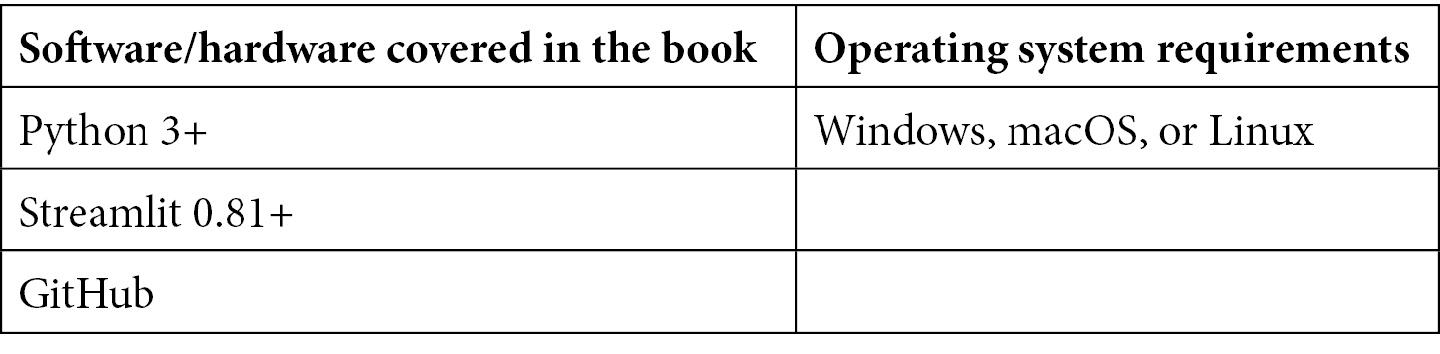 Software/hardware covered in the book Operating system requirements
Python 3+ Windows, macOS, or Linux
Streamlit 0.81+
GitHub